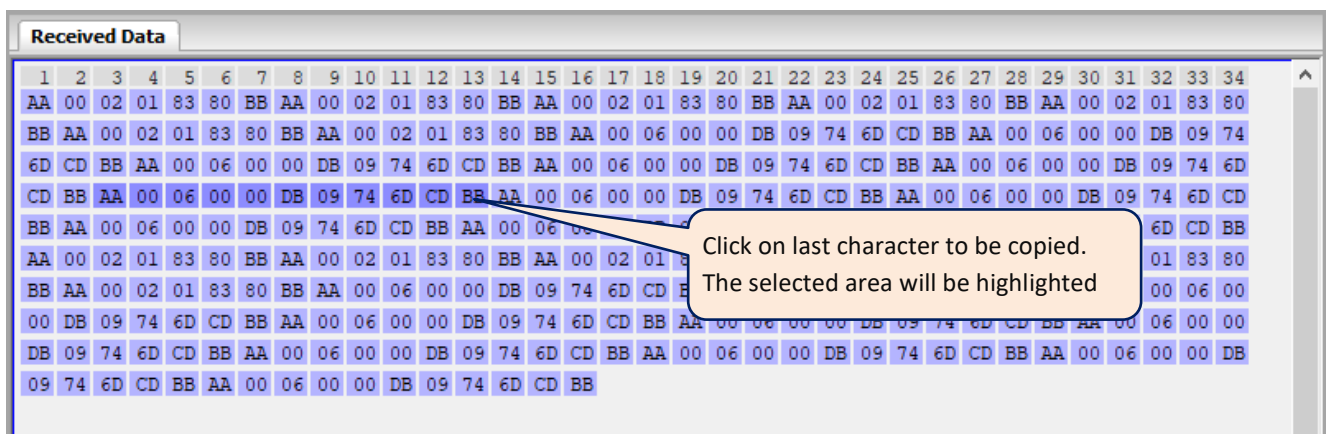 Received Data
1 2 3 4 5 6 7 8 9 10 11 12 13 14 15 16 17 18 19 20 21 22 23 24 25 26 27 28 29 30 31 32 33 34
AA 00 02 01 83 80 BB AA 00 02 01 83 80 BB AA 00 02 01 83 80 BB AA 00 02 01 83 80 BB AA 00 02 01 83 80
BB AA 00 02 01 83 80 BB AA 00 02 01 83 80 BB AA 00 06 00 00 DB 09 74 6D CD BB AA 00 06 00 00 DB 09 74
6D CD BB AA 00 06 00 00 DB 09 74 6D CD BB AA 00 06 00 00 DB 09 74 6D CD BB AA 00 06 00 00 DB 09 74 6D
CD BB AA 00 06 00 00 DB 09 74 6D CD BB AA 00 06 00 00 DB 09 74 6D CD BB AA 00 06 00 00 DB 09 74 6D CD
BB AA 00 06 00 00 DB 09 74 6D CD BB AA 00 06 6D CD BB
AA 00 02 01 83 80 BB AA 00 02 01 83 80 BB AA 00 02 01 01 83 80
BB AA 00 02 01 83 80 BB AA 00 06 00 00 DB 09 74 6D CD 00 06 00
00 DB 09 74 6D CD BB AA 00 06 00 00 DB 09 74 6D CD BB AA 00 06 00 00 DB 09 74 6D CD BB AA 00 06 00 00
DB 09 74 6D CD BB AA 00 06 00 00 DB 09 74 6D CD BB AA 00 06 00 00 DB 09 74 6D CD BB AA 00 06 00 00 DB
09 74 6D CD BB AA 00 06 00 00 DB 09 74 6D CD BB
Click on last character to be copied.
The selected area will be highlighted